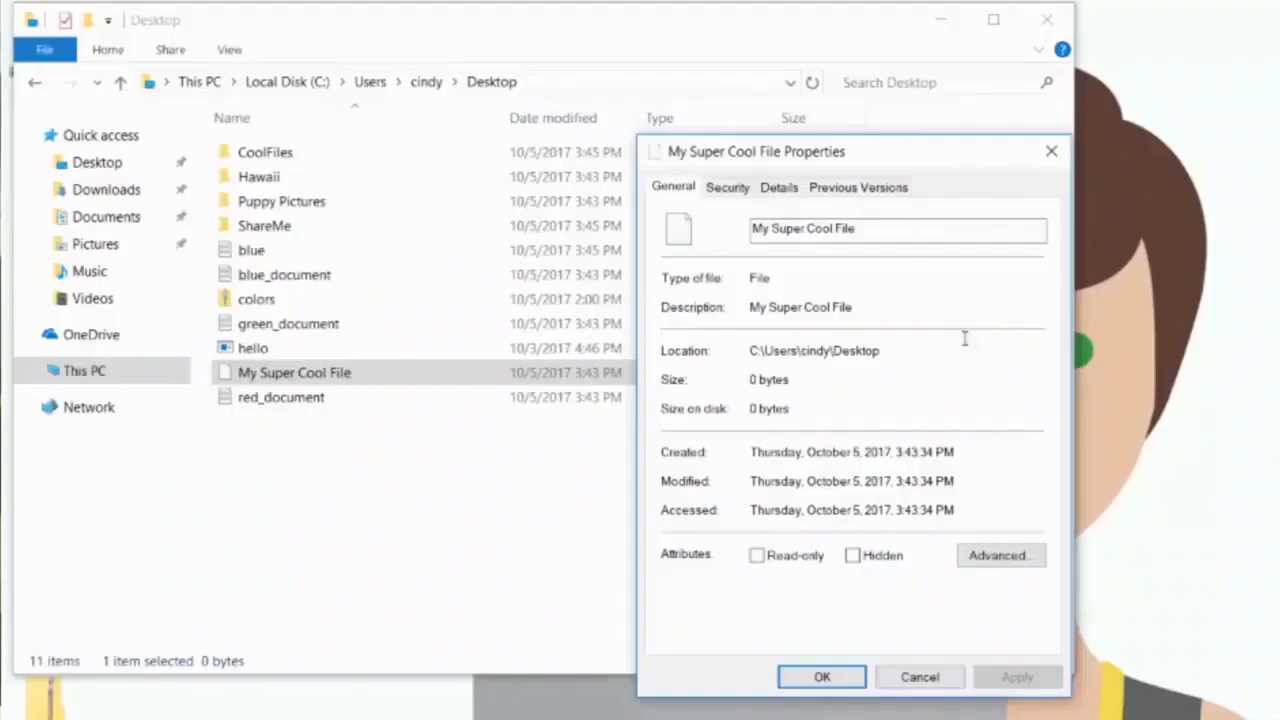 Desktop
File Home Share View
This PC > Local Disk (C:) > Users > cindy > Desktop
Search Desktop
Quick access
Desktop
Downloads
Documents
Pictures
Music
Videos
OneDrive
This PC
Network
Name Date modified Type Size
CoolFiles 10/5/2017 3:45 PM
Hawaii 10/5/2017 3:43 PM
Puppy Pictures 10/5/2017 3:43 PM
ShareMe 10/5/2017 3:45 PM
blue 10/5/2017 3:45 PM
blue_document 10/5/2017 3:43 PM
colors 10/5/2017 2:00 PM
green_document 10/5/2017 3:43 PM
hello 10/3/2017 4:46 PM
My Super Cool File 10/5/2017 3:43 PM
red_document 10/5/2017 3:43 PM
11 items 1 item selected 0 bytes
My Super Cool File Properties
General Security Details Previous Versions
My Super Cool File
Type of file: File
Description: My Super Cool File
Location: C:\Users\cindy\Desktop
Size: 0 bytes
Size on disk: 0 bytes
Created: Thursday, October 5, 2017, 3:43:34 PM
Modified: Thursday, October 5, 2017, 3:43:34 PM
Accessed: Thursday, October 5, 2017, 3:43:34 PM
Attributes: Read-only Hidden Advanced...
OK Cancel Apply